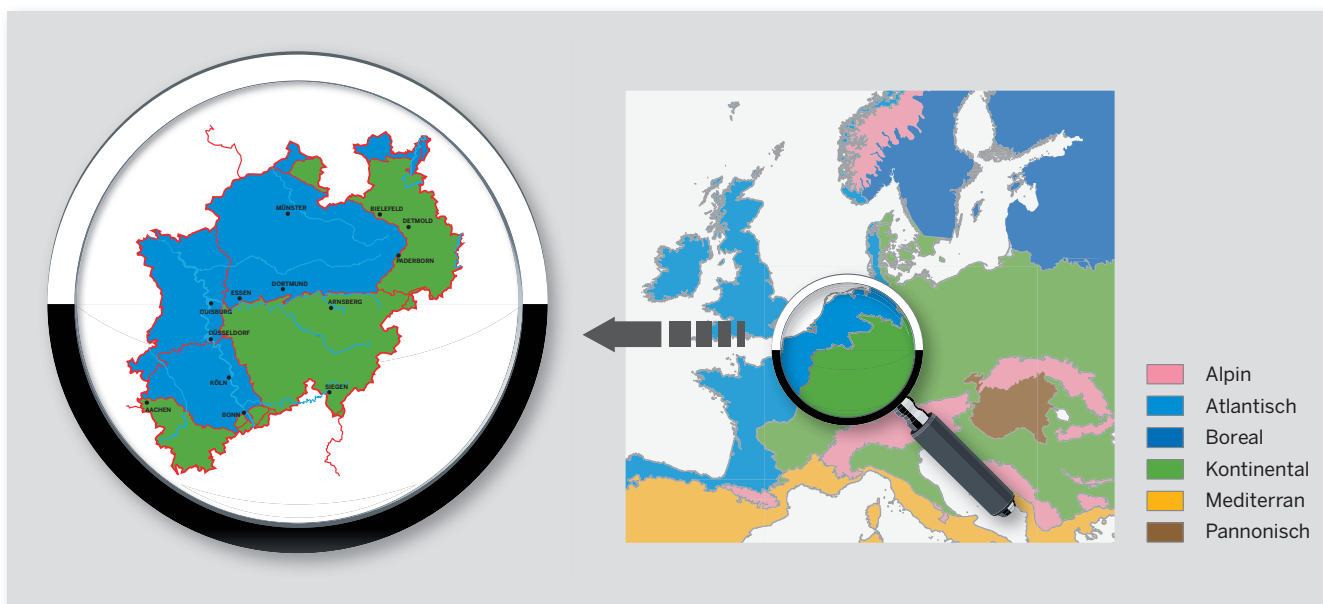 MÜNSTER
BIELEFELD
DETMOLD
PADERBORN
ESSEN
DORTMUND
ARNSBERG
DUISBURG
DÜSSELDORF
KÖLN
SIEGEN
AACHEN
BONN
Alpin
Atlantisch
Boreal
Kontinental
Mediterran
Pannonisch